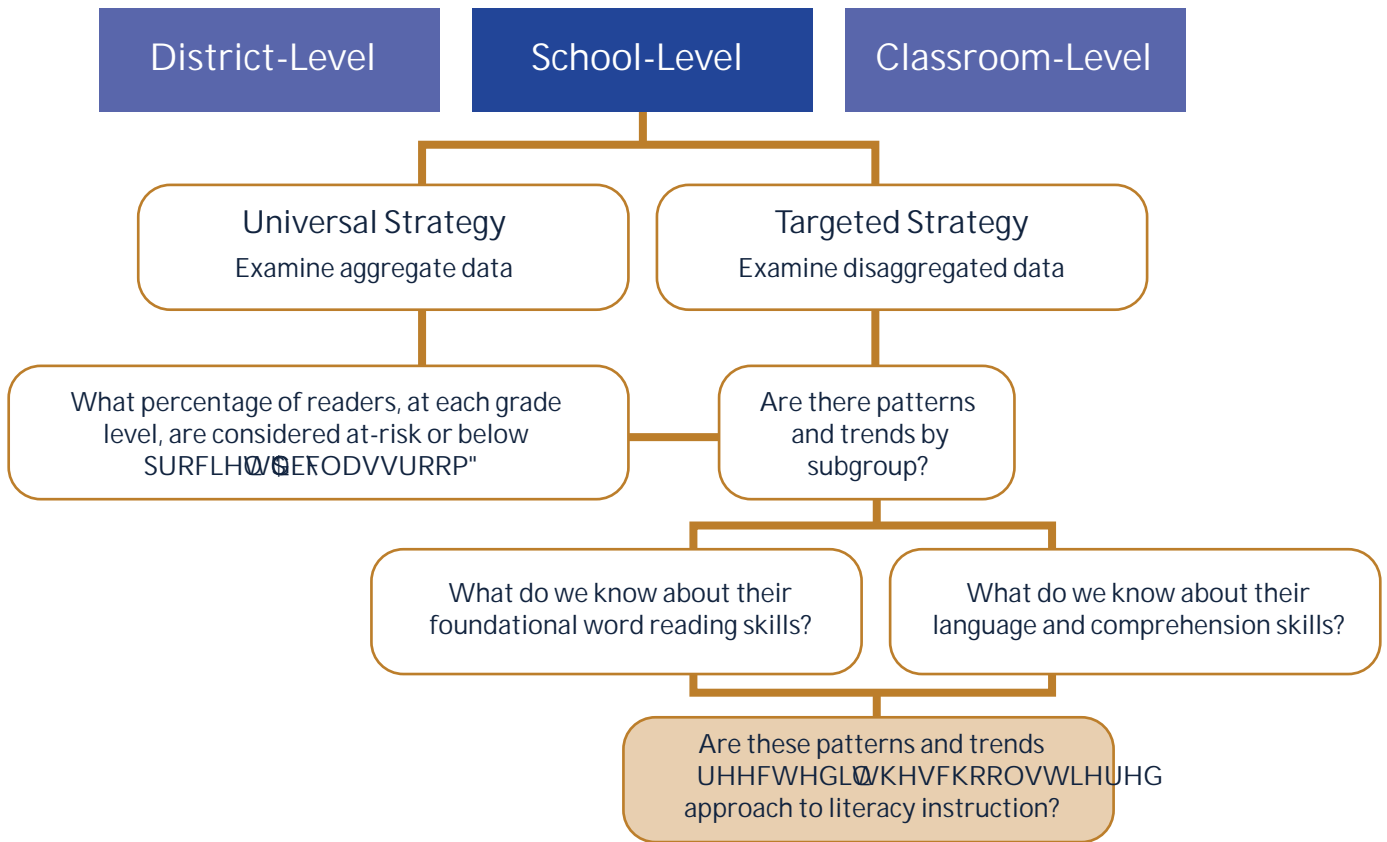 District-Level
School-Level
Classroom-Level
Universal Strategy
Examine aggregate data
Targeted Strategy
Examine disaggregated data
What percentage of readers, at each grade
level, are considered at-risk or below
Are there patterns
and trends by
subgroup?
What do we know about their
foundational word reading skills?
What do we know about their
language and comprehension skills?
Are these patterns and trends
approach to literacy instruction?